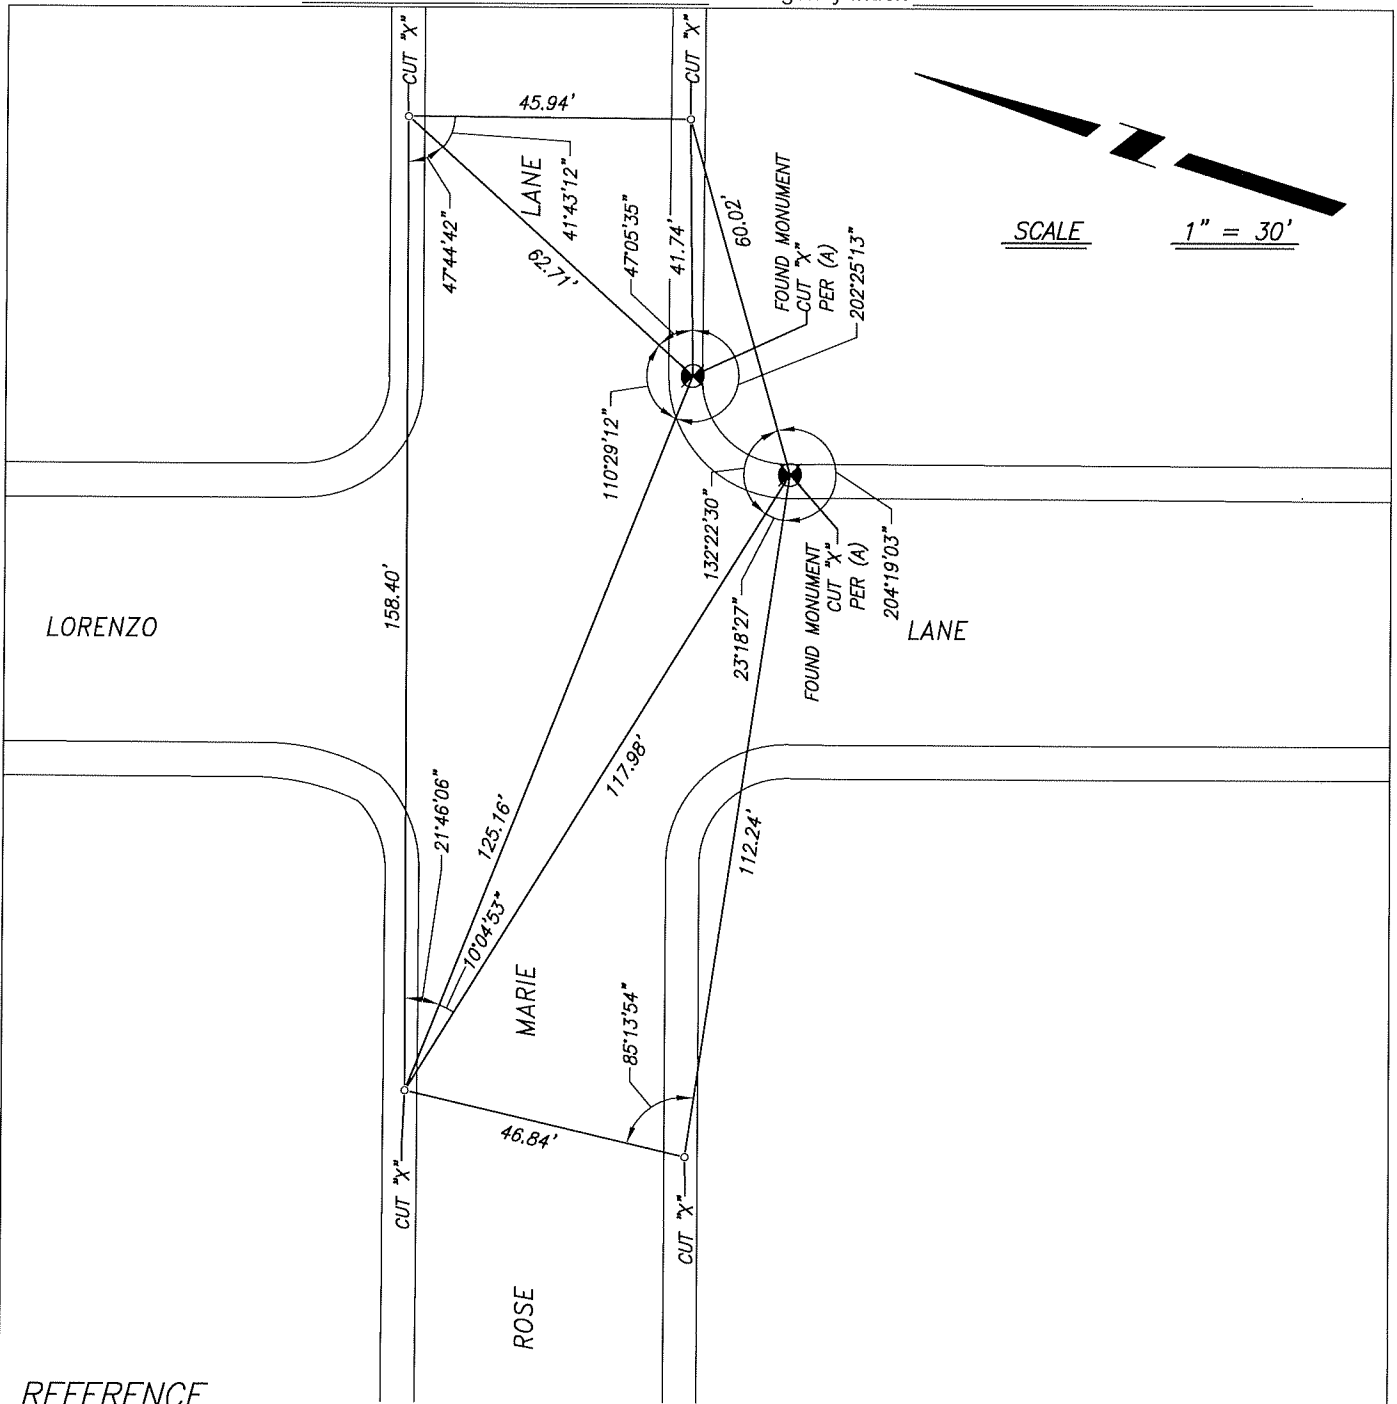 CUT "X"
CUT "X"
45.94'
LANE
41°43'12"
47°44'42"
62.71'
47°05'35"
41.74'
60.02'
FOUND MONUMENT
CUT "X"
PER (A)
202°25'13"
SCALE 1" = 30'
110°29'12"
132°22'30"
23°18'27"
FOUND MONUMENT
CUT "X"
PER (A)
204°19'03"
158.40'
LORENZO
LANE
117.98'
125.16'
112.24'
21°46'06"
10°04'53"
MARIE
85°13'54"
46.84'
CUT "X"
CUT "X"
ROSE
REFERENCE